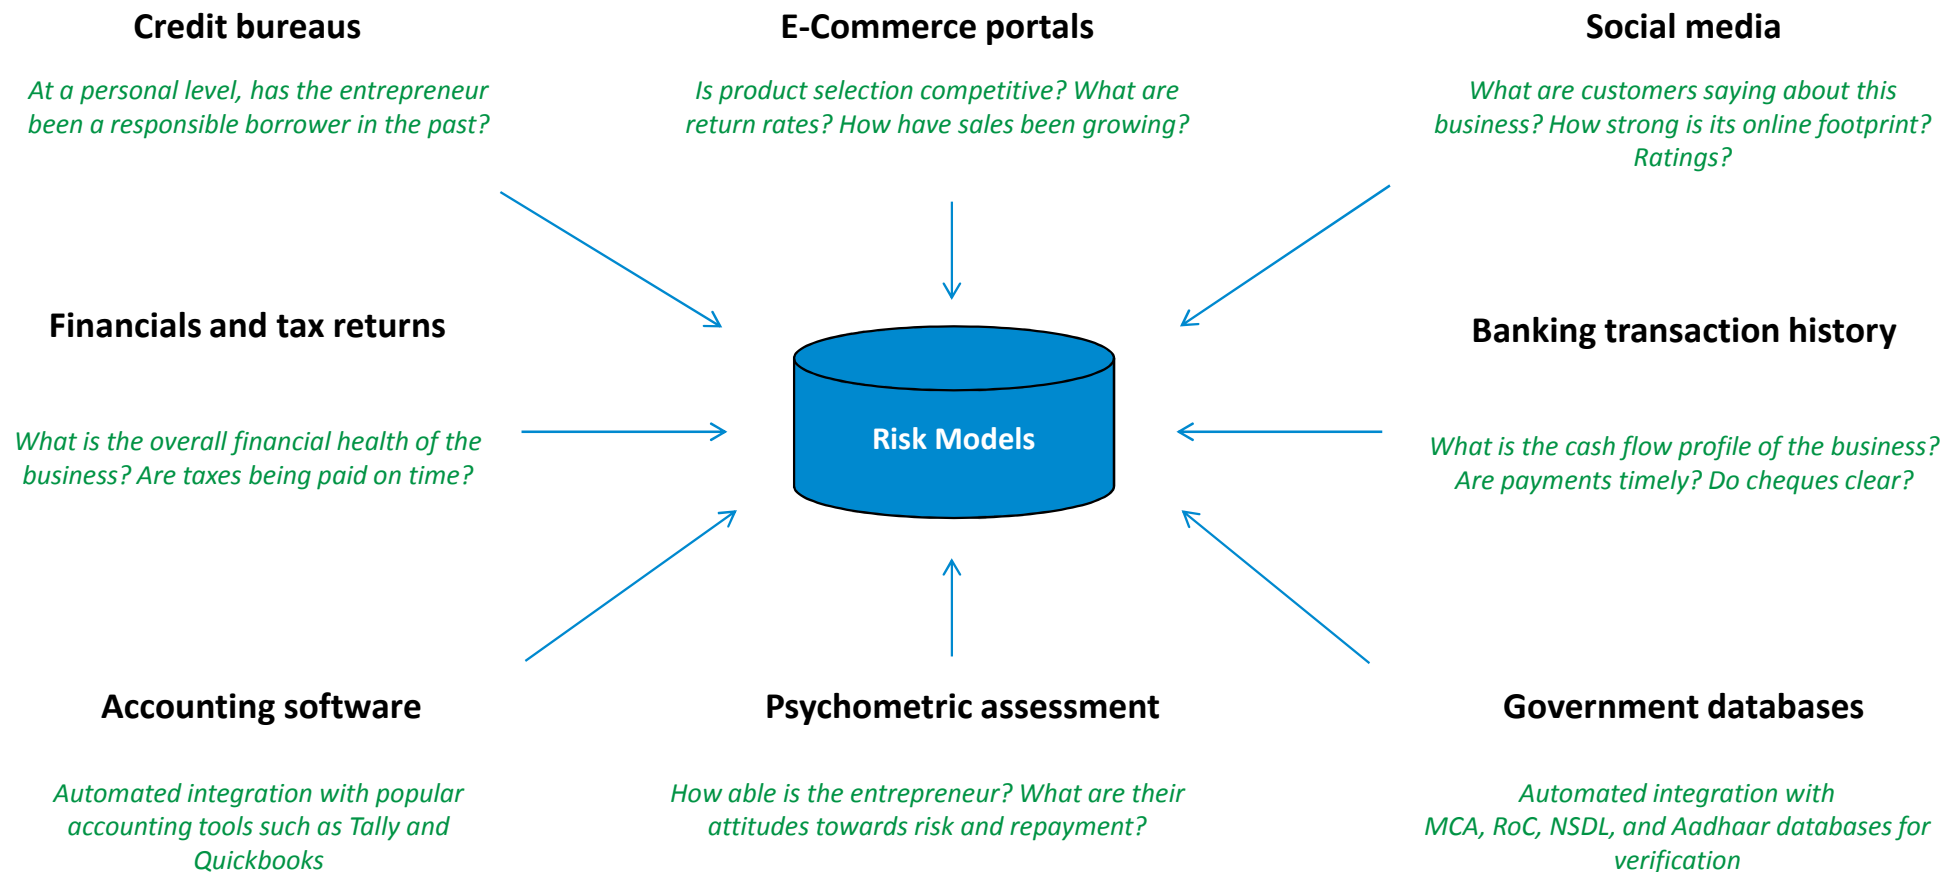 Credit bureaus
At a personal level, has the entrepreneur
been a responsible borrower in the past?
E-Commerce portals
Is product selection competitive? What are
return rates? How have sales been growing?
Social media
What are customers saying about this
business? How strong is its online footprint?
Ratings?
Financials and tax returns
What is the overall financial health of the
business? Are taxes being paid on time?
Risk Models
Banking transaction history
What is the cash flow profile of the business?
Are payments timely? Do cheques clear?
Accounting software
Automated integration with popular
accounting tools such as Tally and
Quickbooks
Psychometric assessment
How able is the entrepreneur? What are their
attitudes towards risk and repayment?
Government databases
Automated integration with
MCA, RoC, NSDL, and Aadhaar databases for
verification